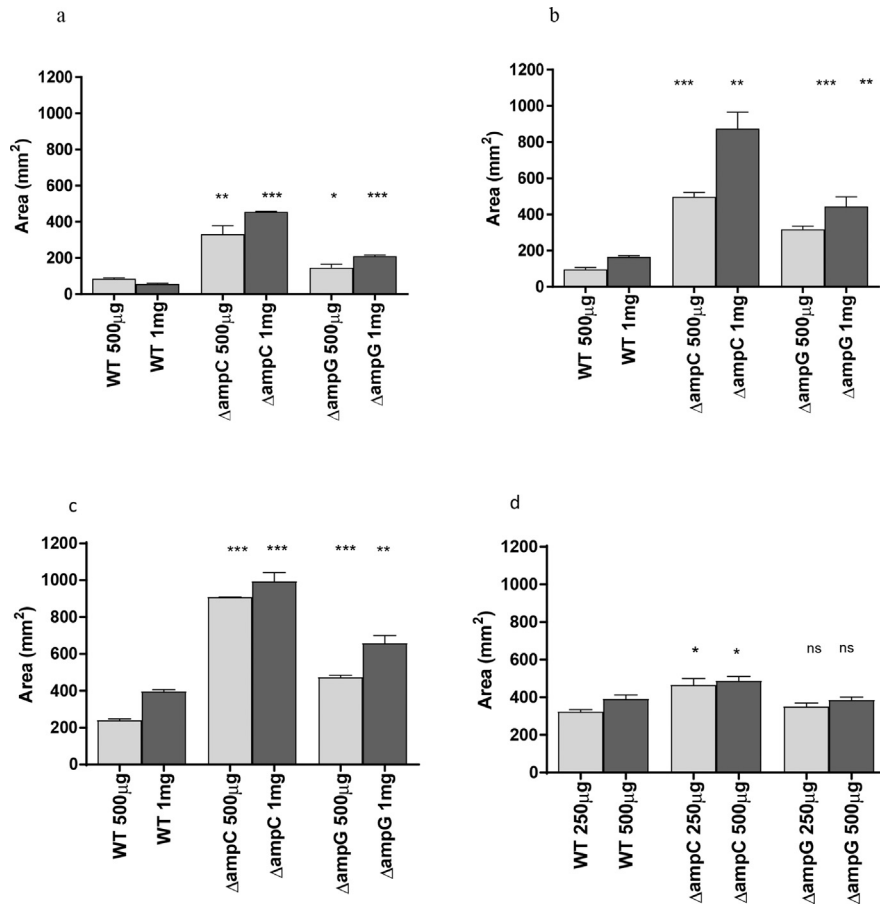 a
Area (mm²)
1200
1000
800
600
400
200
0
** *** * ***
WT 500µg
WT 1mg
ΔampC 500µg
ΔampC 1mg
ΔampG 500µg
ΔampG 1mg
b
Area (mm²)
1200
1000
800
600
400
200
0
*** ** *** **
WT 500µg
WT 1mg
ΔampC 500µg
ΔampC 1mg
ΔampG 500µg
ΔampG 1mg
c
Area (mm²)
1200
1000
800
600
400
200
0
*** *** *** **
WT 500µg
WT 1mg
ΔampC 500µg
ΔampC 1mg
ΔampG 500µg
ΔampG 1mg
d
Area (mm²)
1200
1000
800
600
400
200
0
* * ns ns
WT 250µg
WT 500µg
ΔampC 250µg
ΔampC 500µg
ΔampG 250µg
ΔampG 500µg